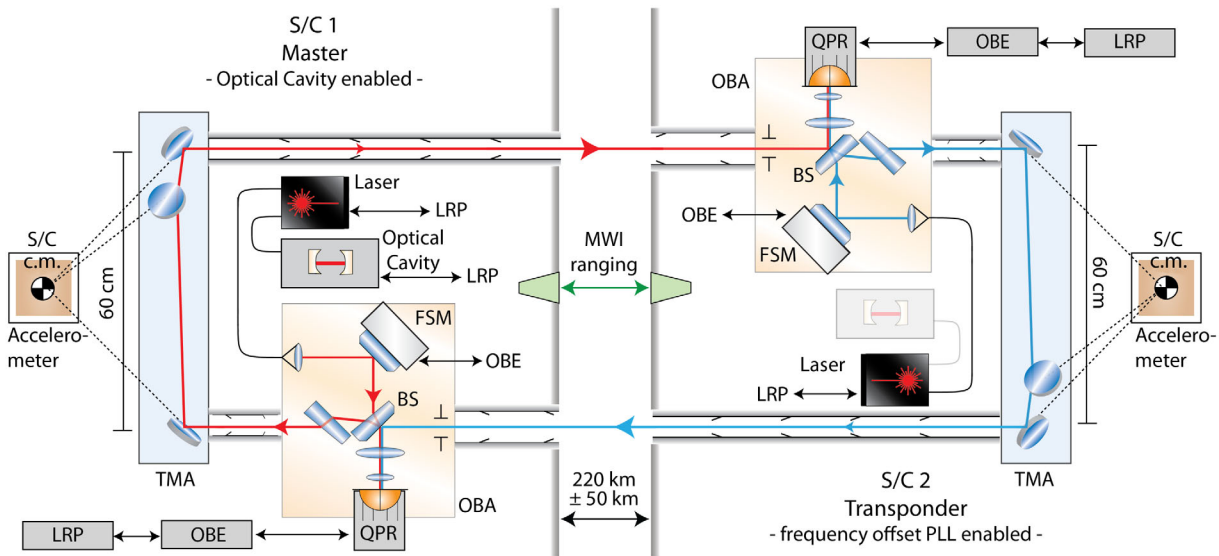 S/C 1
Master
- Optical Cavity enabled -
QPR
OBE
LRP
OBA
BS
OBE
FSM
Laser
LRP
Optical
Cavity
LRP
MWI
ranging
S/C
c.m.
Accelero-
meter
60 cm
S/C
c.m.
Accelero-
meter
60 cm
FSM
OBE
BS
Laser
LRP
TMA
OBA
QPR
LRP
OBE
220 km
± 50 km
TMA
S/C 2
Transponder
- frequency offset PLL enabled -